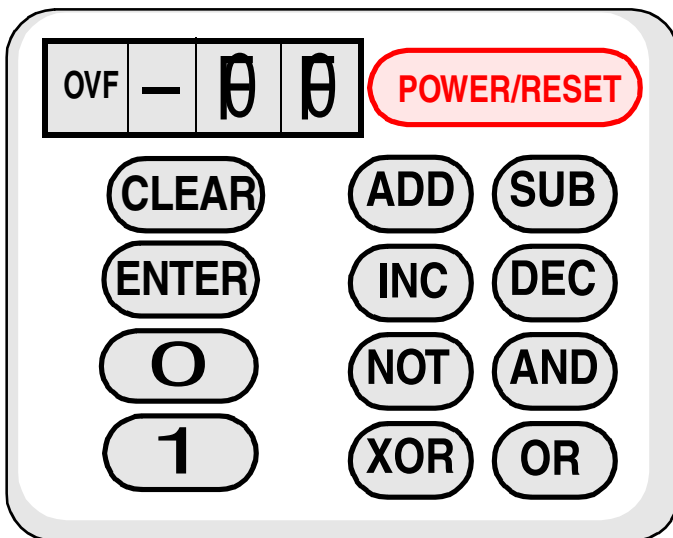 OVF – POWER/RESET
CLEAR ADD SUB
ENTER INC DEC
0 NOT AND
1 XOR OR